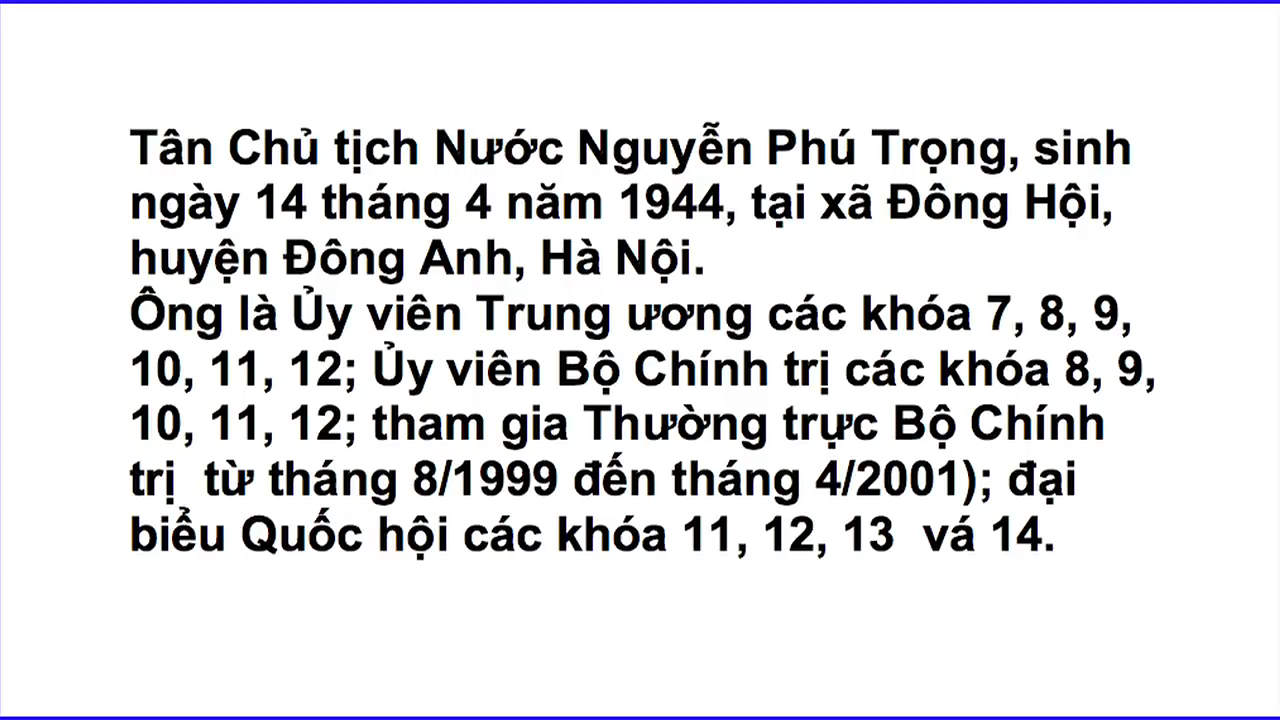 Tân Chủ tịch Nước Nguyễn Phú Trọng, sinh
ngày 14 tháng 4 năm 1944, tại xã Đông Hội,
huyện Đông Anh, Hà Nội.
Ông là Ủy viên Trung ương các khóa 7, 8, 9,
10, 11, 12; Ủy viên Bộ Chính trị các khóa 8, 9,
10, 11, 12; tham gia Thường trực Bộ Chính
trị  từ tháng 8/1999 đến tháng 4/2001); đại
biểu Quốc hội các khóa 11, 12, 13  vá 14.